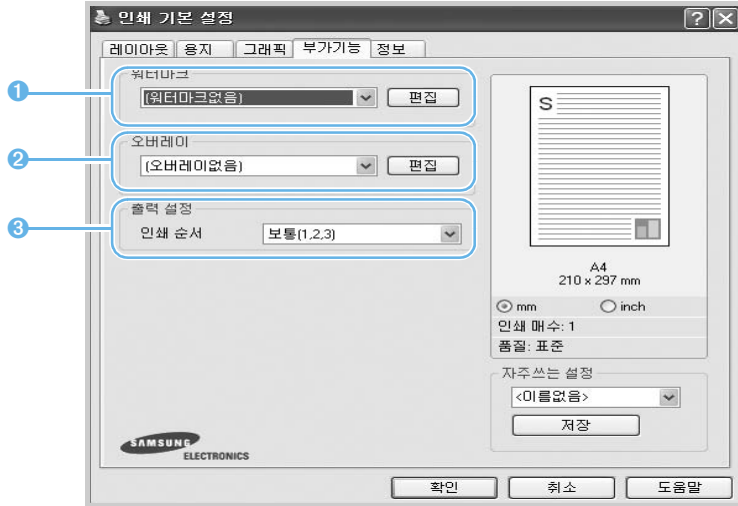 인쇄 기본 설정
레이아웃 용지 그래픽 부가기능 정보
워터마크
1 (워터마크없음) 편집
오버레이
2 (오버레이없음) 편집
출력 설정
3 인쇄 순서 보통(1,2,3)
S
A4
210 x 297 mm
mm inch
인쇄 매수: 1
품질: 표준
자주쓰는 설정
<이름없음>
저장
SAMSUNG
ELECTRONICS
확인 취소 도움말